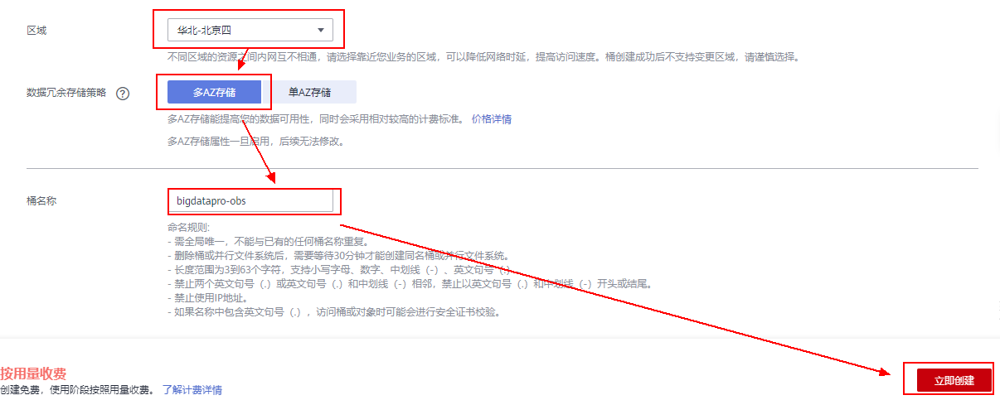 区域
华北-北京四
不同区域的资源之间内网互不相通，请选择靠近您业务的区域，可以降低网络时延，提高访问速度。桶创建成功后不支持变更区域，请谨慎选择。
数据冗余存储策略 ? 多AZ存储 单AZ存储
多AZ存储能提高您的数据可用性，同时会采用相对较高的计费标准。 价格详情
多AZ存储属性一旦启用，后续无法修改。
桶名称
bigdatapro-obs
命名规则:
- 需全局唯一，不能与已有的任何桶名称重复。
- 删除桶或并行文件系统后，需要等待30分钟才能创建同名桶或并行文件系统。
- 长度范围为3到63个字符，支持小写字母、数字、中划线（-）、英文句号（.）
- 禁止两个英文句号（.）或英文句号（.）和中划线（-）相邻，禁止以英文句号（.）和中划线（-）开头或结尾。
- 禁止使用IP地址。
- 如果名称中包含英文句号（.），访问桶或对象时可能会进行安全证书校验。
按用量收费
创建免费，使用阶段按照用量收费。 了解计费详情
立即创建